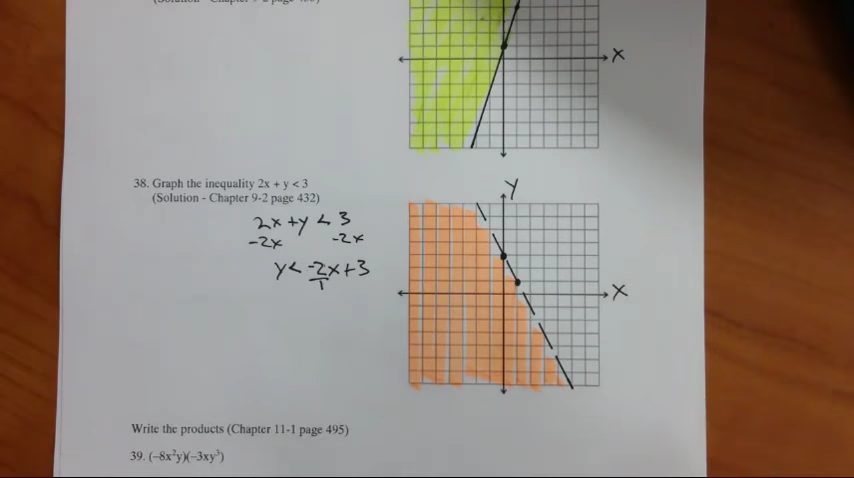 X
38. Graph the inequality 2x + y < 3
(Solution - Chapter 9-2 page 432)
Y
2x + y < 3
-2x -2x
y < -2x + 3
1
X
Write the products (Chapter 11-1 page 495)
39. (−8x²y)(−3xy³)